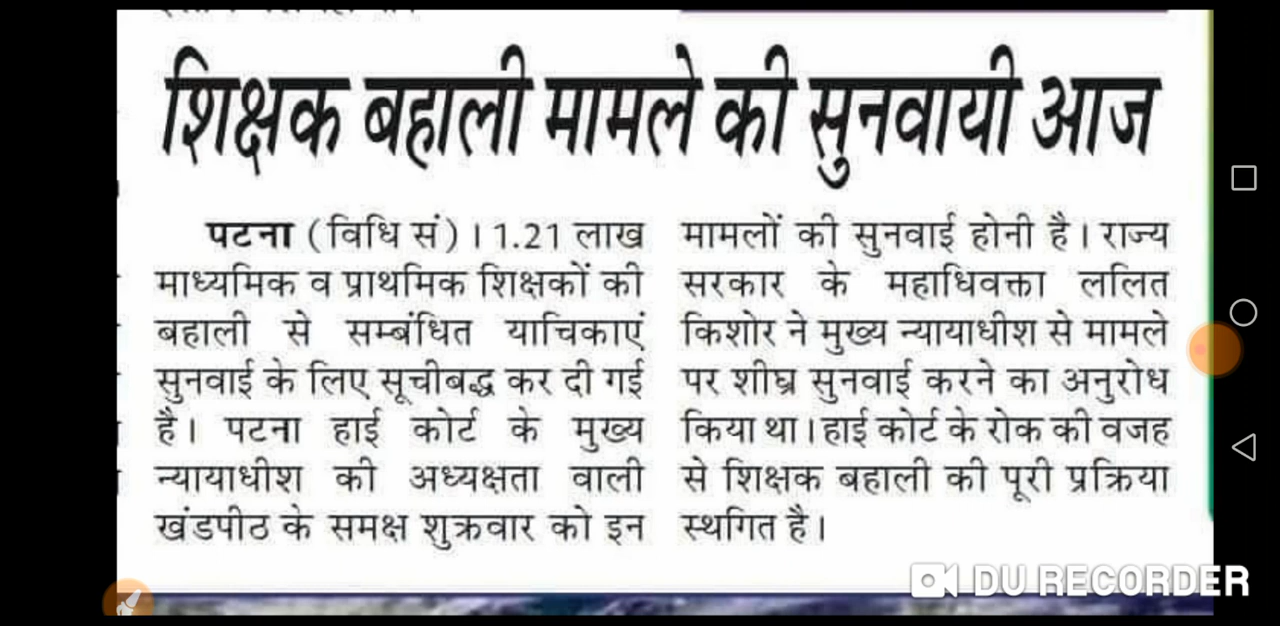 शिक्षक बहाली मामले की सुनवायी आज
पटना (विधि सं)। 1.21 लाख
माध्यमिक व प्राथमिक शिक्षकों की
बहाली से सम्बंधित याचिकाएं
सुनवाई के लिए सूचीबद्ध कर दी गई
है। पटना हाई कोर्ट के मुख्य
न्यायाधीश की अध्यक्षता वाली
खंडपीठ के समक्ष शुक्रवार को इन
मामलों की सुनवाई होनी है। राज्य
सरकार के महाधिवक्ता ललित
किशोर ने मुख्य न्यायाधीश से मामले
पर शीघ्र सुनवाई करने का अनुरोध
किया था। हाई कोर्ट के रोक की वजह
से शिक्षक बहाली की पूरी प्रक्रिया
स्थगित है।
DU RECORDER